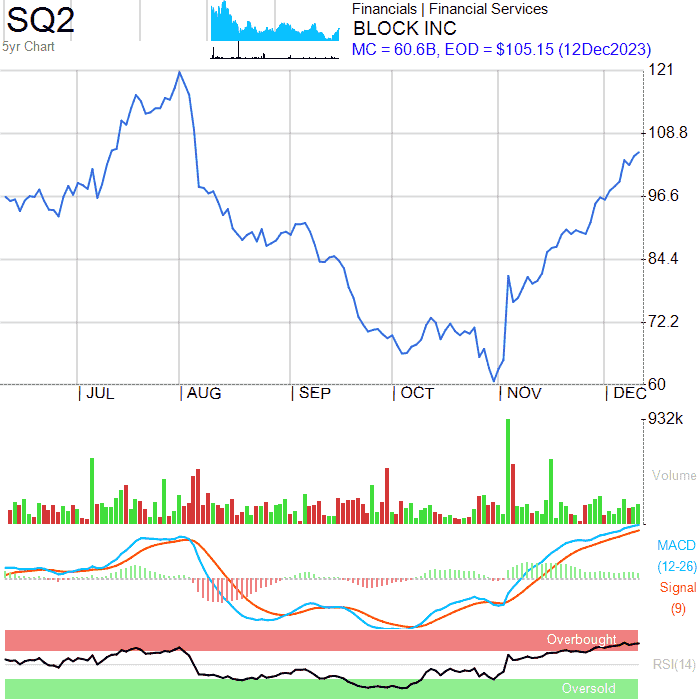 SQ2
5yr Chart
Financials | Financial Services
BLOCK INC
MC = 60.6B, EOD = $105.15 (12Dec2023)
121
108.8
96.6
84.4
72.2
60
| JUL | AUG | SEP | OCT | NOV | DEC
932k
Volume
MACD
(12-26)
Signal
(9)
Overbought
RSI(14)
Oversold